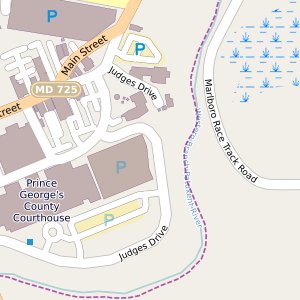 P
P
Main Street
Judges Drive
MD 725
Street
Marlboro Race Track Road
P
Prince
George's
County
Courthouse
P
Judges Drive